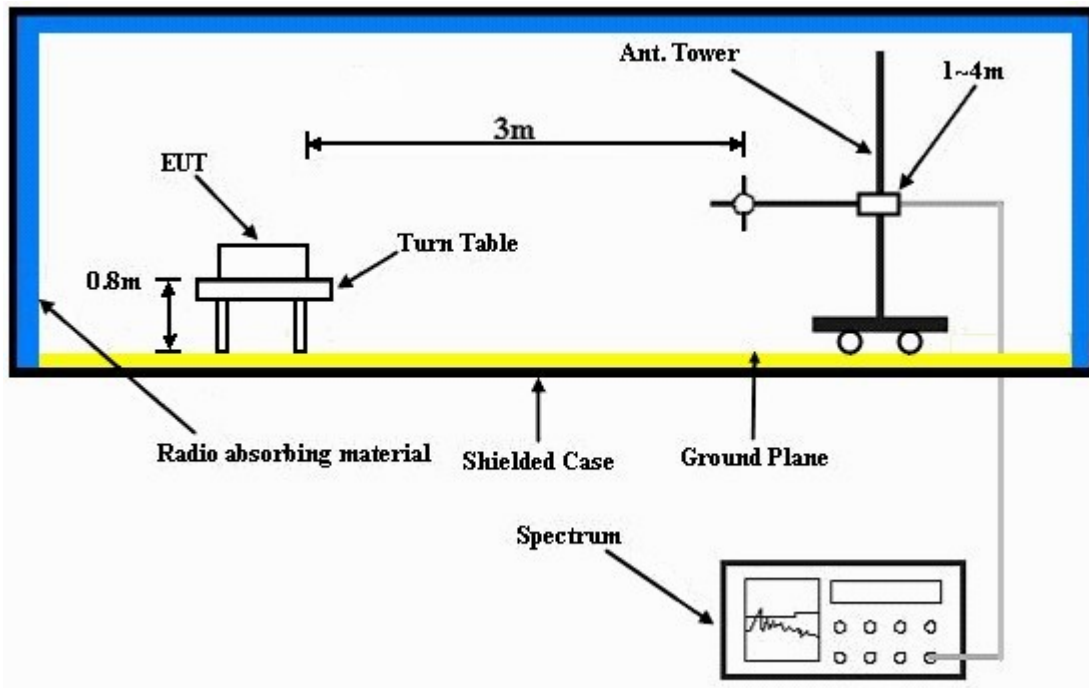 Ant. Tower
1~4m
3m
EUT
Turn Table
0.8m
Radio absorbing material
Shielded Case
Ground Plane
Spectrum